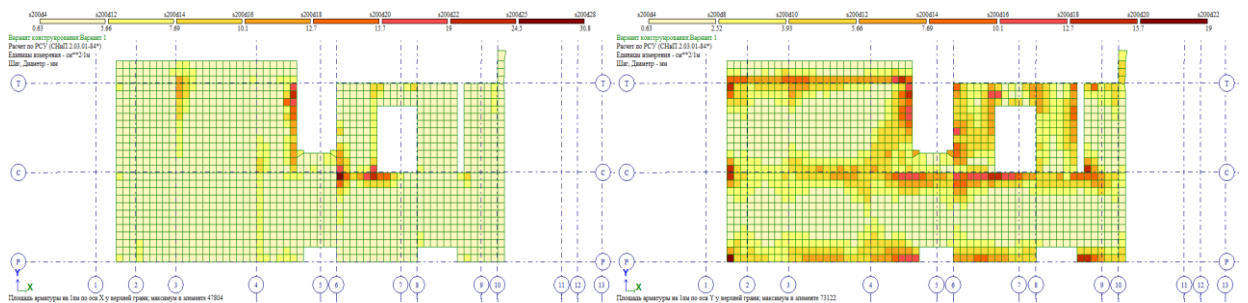 s200d4 s200d12 s200d14 s200d16 s200d18 s200d20 s200d22 s200d25 s200d28
0.63 5.66 7.69 10.1 12.7 15.7 19 24.5 30.8
Вариант конструирования:Вариант 1
Расчет по РСУ (СНиП 2.03.01-84*)
Единицы измерения - см**2/1м
Шаг, Диаметр - мм
Т Т
С С
Р Р
Y
X
1 2 3 4 5 6 7 8 9 10 11 12 13
Площадь арматуры на 1пм по оси X у верхней грани; максимум в элементе 47804
s200d4 s200d8 s200d10 s200d12 s200d14 s200d16 s200d18 s200d20 s200d22
0.63 2.52 3.93 5.66 7.69 10.1 12.7 15.7 19
Вариант конструирования:Вариант 1
Расчет по РСУ (СНиП 2.03.01-84*)
Единицы измерения - см**2/1м
Шаг, Диаметр - мм
Т Т
С С
Р Р
Y
X
1 2 3 4 5 6 7 8 9 10 11 12 13
Площадь арматуры на 1пм по оси Y у верхней грани; максимум в элементе 73122